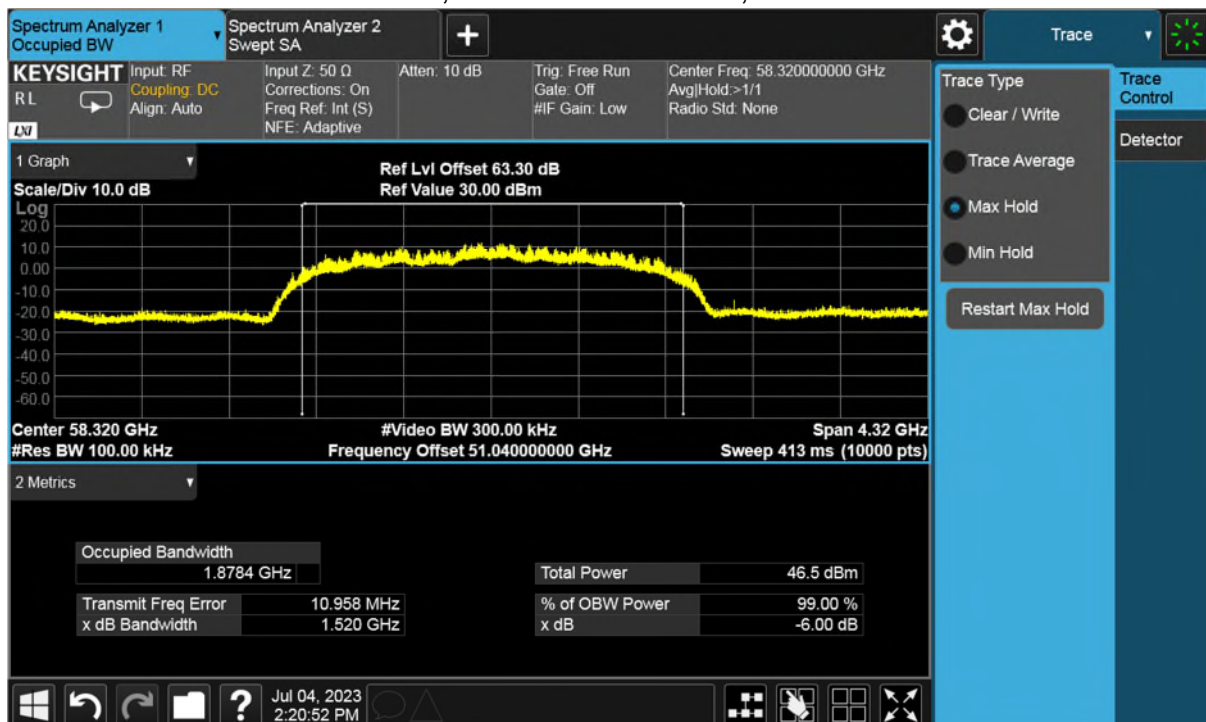 Spectrum Analyzer 1
Occupied BW
Spectrum Analyzer 2
Swept SA
+
Trace
KEYSIGHT
R L
LXI
Input: RF
Coupling: DC
Align: Auto
Input Z: 50 Ω
Corrections: On
Freq Ref: Int (S)
NFE: Adaptive
Atten: 10 dB
Trig: Free Run
Gate: Off
#IF Gain: Low
Center Freq: 58.320000000 GHz
Avg|Hold:>1/1
Radio Std: None
Trace Type
Clear / Write
Trace Average
Max Hold
Min Hold
Restart Max Hold
Trace
Control
Detector
1 Graph
Scale/Div 10.0 dB
Ref Lvl Offset 63.30 dB
Ref Value 30.00 dBm
Log
20.0
10.0
0.00
-10.0
-20.0
-30.0
-40.0
-50.0
-60.0
Center 58.320 GHz
#Video BW 300.00 kHz
Span 4.32 GHz
#Res BW 100.00 kHz
Frequency Offset 51.040000000 GHz
Sweep 413 ms (10000 pts)
2 Metrics
Occupied Bandwidth
1.8784 GHz
Total Power 46.5 dBm
Transmit Freq Error 10.958 MHz
% of OBW Power 99.00 %
x dB Bandwidth 1.520 GHz
x dB -6.00 dB
?
Jul 04, 2023
2:20:52 PM